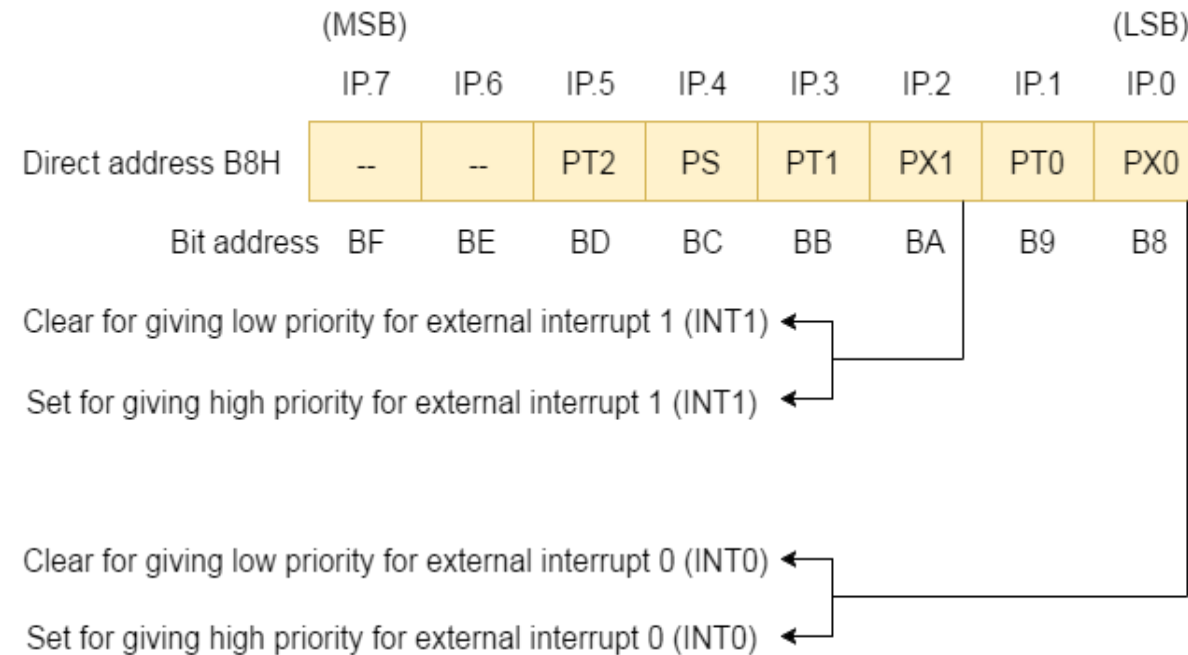 (MSB) (LSB)
IP.7 IP.6 IP.5 IP.4 IP.3 IP.2 IP.1 IP.0
Direct address B8H -- -- PT2 PS PT1 PX1 PT0 PX0
Bit address BF BE BD BC BB BA B9 B8
Clear for giving low priority for external interrupt 1 (INT1)
Set for giving high priority for external interrupt 1 (INT1)
Clear for giving low priority for external interrupt 0 (INT0)
Set for giving high priority for external interrupt 0 (INT0)